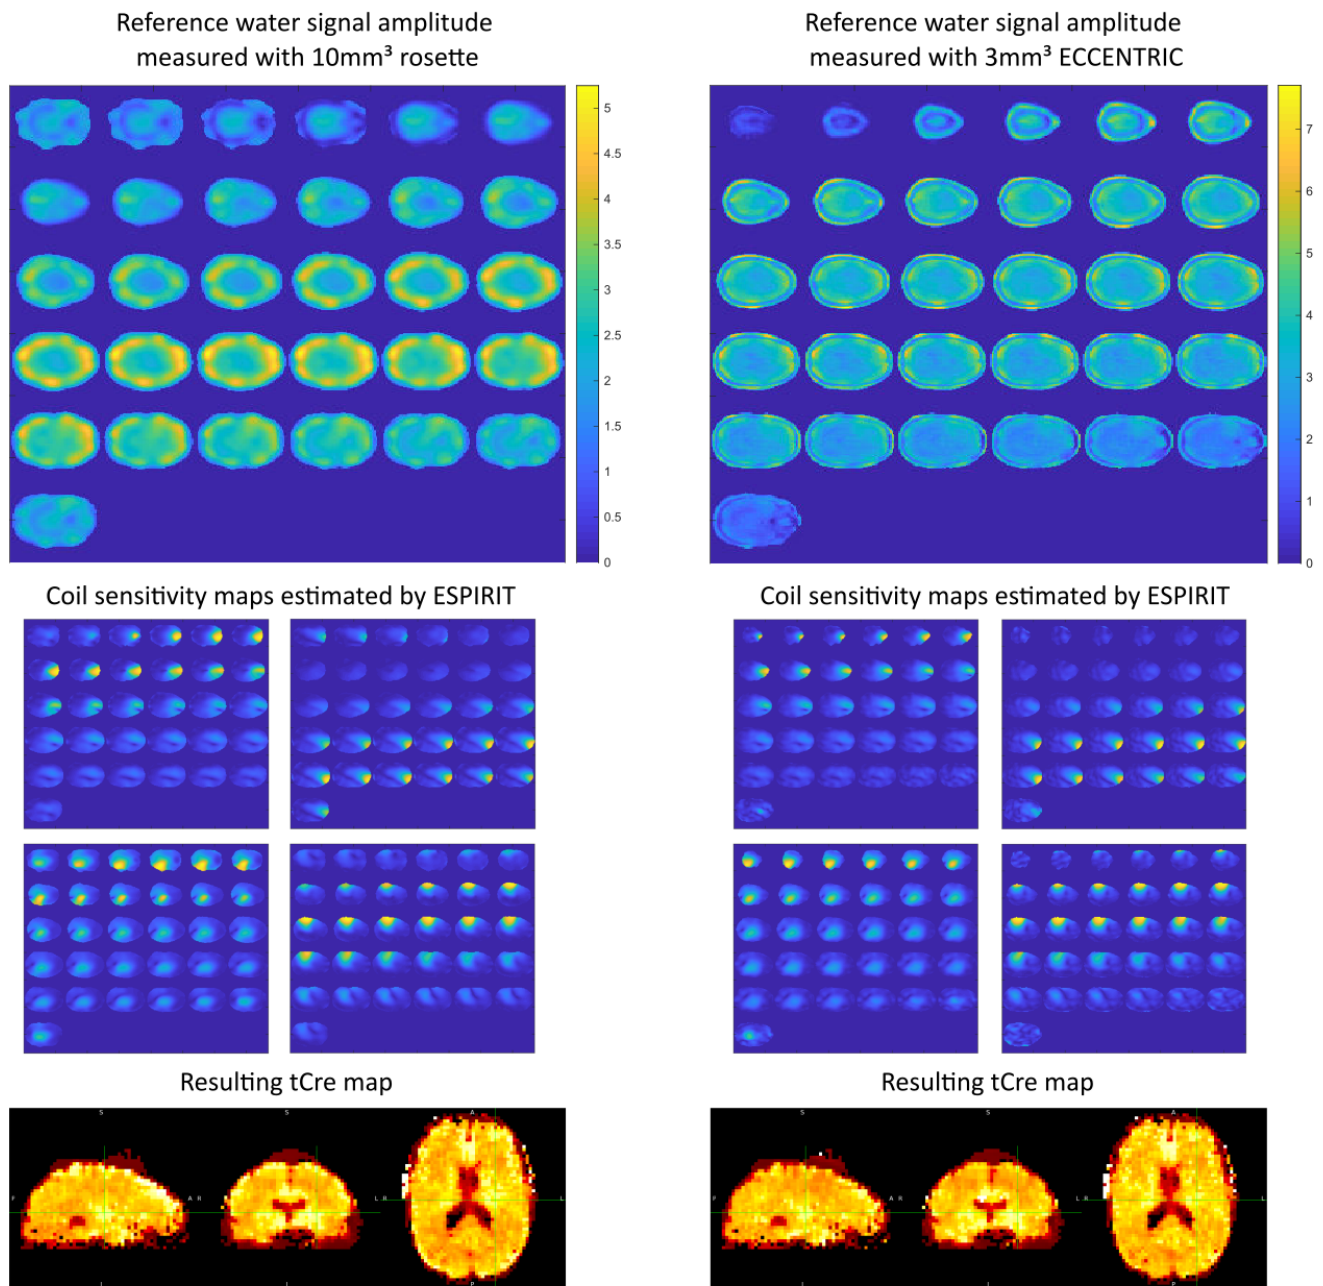 Reference water signal amplitude
measured with 10mm³ rosette
Reference water signal amplitude
measured with 3mm³ ECCENTRIC
5
4.5
4
3.5
3
2.5
2
1.5
1
0.5
0
7
6
5
4
3
2
1
0
Coil sensitivity maps estimated by ESPIRIT
Coil sensitivity maps estimated by ESPIRIT
Resulting tCre map
Resulting tCre map
S
S
A
P
A R
L R
L
I
I
P
S
S
A
P
A R
L R
L
I
I
P